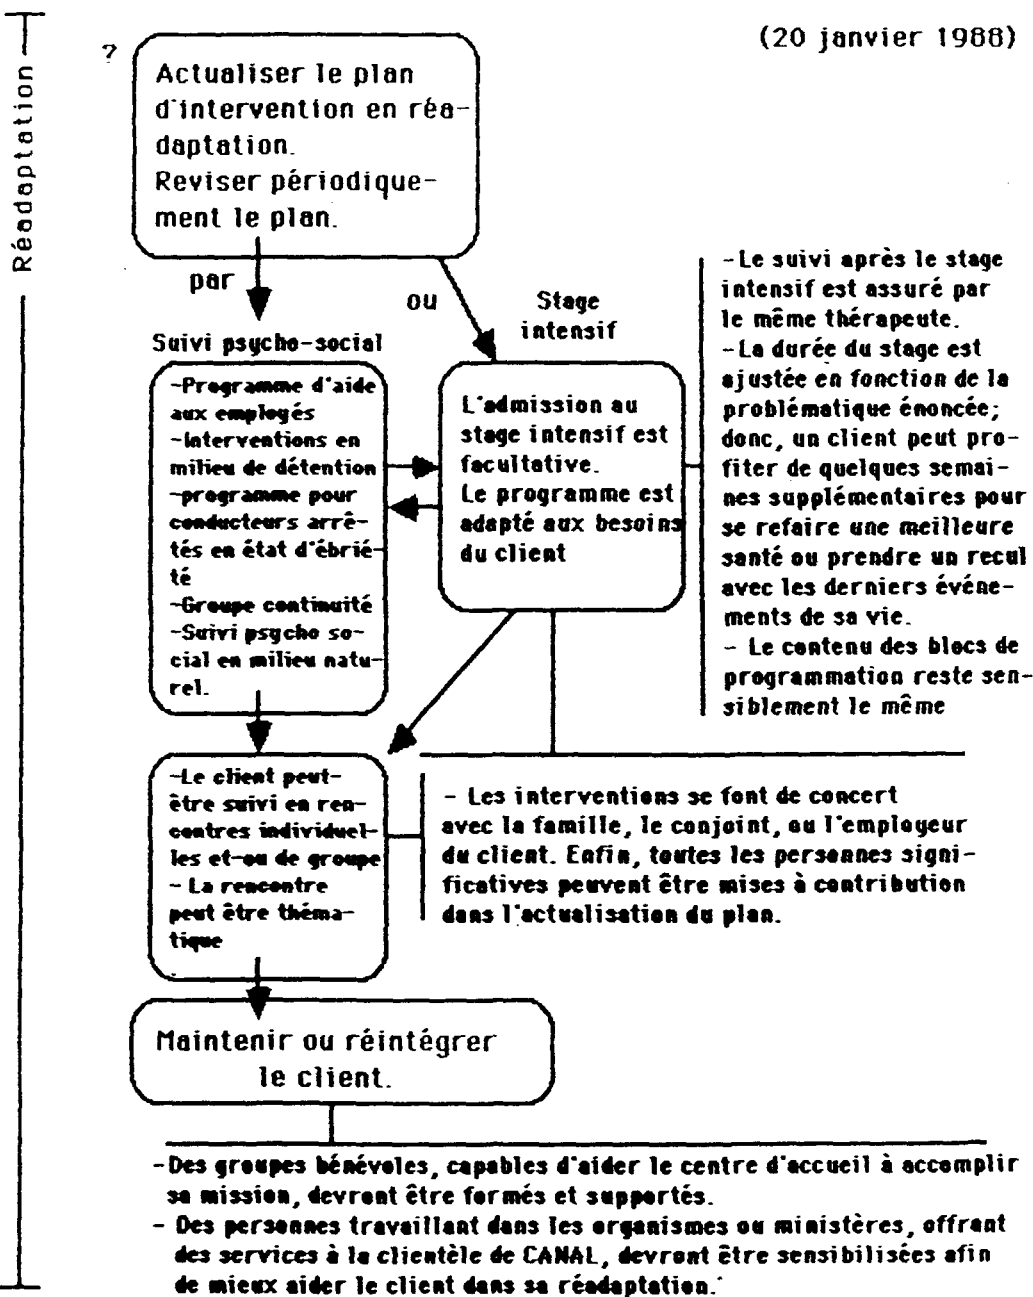 (20 janvier 1988)
Réadaptation
?
Actualiser le plan
d'intervention en réa-
daptation.
Reviser périodique-
ment le plan.
par
ou
Stage
intensif
Suivi psycho-social
-Programme d'aide
aux employés
-Interventions en
milieu de détention
-programme pour
conducteurs arrê-
tés en état d'ébrié-
té
-Groupe continuité
-Suivi psycho so-
cial en milieu natu-
rel.
L'admission au
stage intensif est
facultative.
Le programme est
adapté aux besoins
du client
-Le suivi après le stage
intensif est assuré par
le même thérapeute.
-La durée du stage est
ajustée en fonction de la
problématique énoncée;
donc, un client peut pro-
fiter de quelques semai-
nes supplémentaires pour
se refaire une meilleure
santé ou prendre un recul
avec les derniers événe-
ments de sa vie.
- Le contenu des blocs de
programmation reste sen-
siblement le même
-Le client peut-
être suivi en ren-
contres individuel-
les et-ou de groupe
- La rencontre
peut être théma-
tique
- Les interventions se font de concert
avec la famille, le conjoint, ou l'employeur
du client. Enfin, toutes les personnes signi-
ficatives peuvent être mises à contribution
dans l'actualisation du plan.
Maintenir ou réintégrer
le client.
-Des groupes bénévoles, capables d'aider le centre d'accueil à accomplir
sa mission, devront être formés et supportés.
- Des personnes travaillant dans les organismes ou ministères, offrant
des services à la clientèle de CANAL, devront être sensibilisées afin
de mieux aider le client dans sa réadaptation.